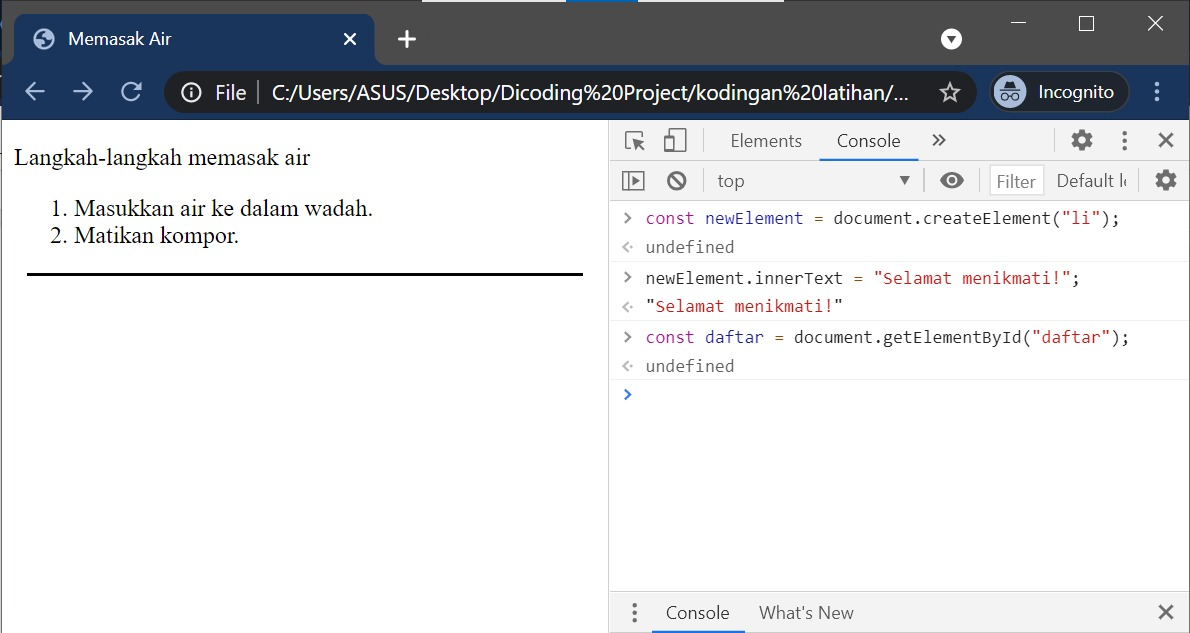 Memasak Air
File C:/Users/ASUS/Desktop/Dicoding%20Project/kodingan%20latihan/... Incognito
Langkah-langkah memasak air
1. Masukkan air ke dalam wadah.
2. Matikan kompor.
Elements Console
top Filter Default le
const newElement = document.createElement("li");
undefined
newElement.innerText = "Selamat menikmati!";
"Selamat menikmati!"
const daftar = document.getElementById("daftar");
undefined
Console What's New